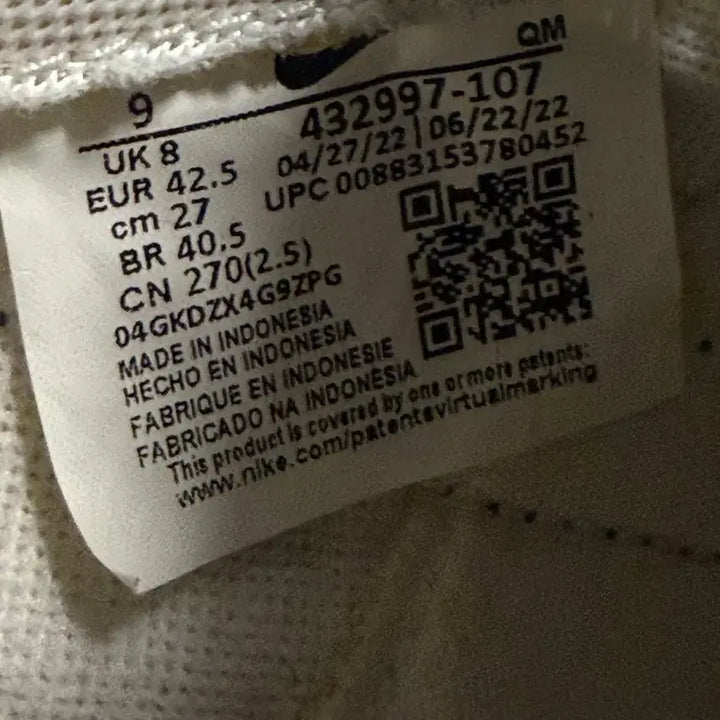 QM
9
432997-107
UK 8
04/27/22 | 06/22/22
EUR 42.5
UPC 00883153780452
cm 27
BR 40.5
CN 270(2.5)
04GKDZX4G9ZPG
MADE IN INDONESIA
HECHO EN INDONESIA
FABRIQUE EN INDONESIE
FABRICADO NA INDONÉSIA
This product is covered by one or more patents:
www.nike.com/patentsvirtualmarking